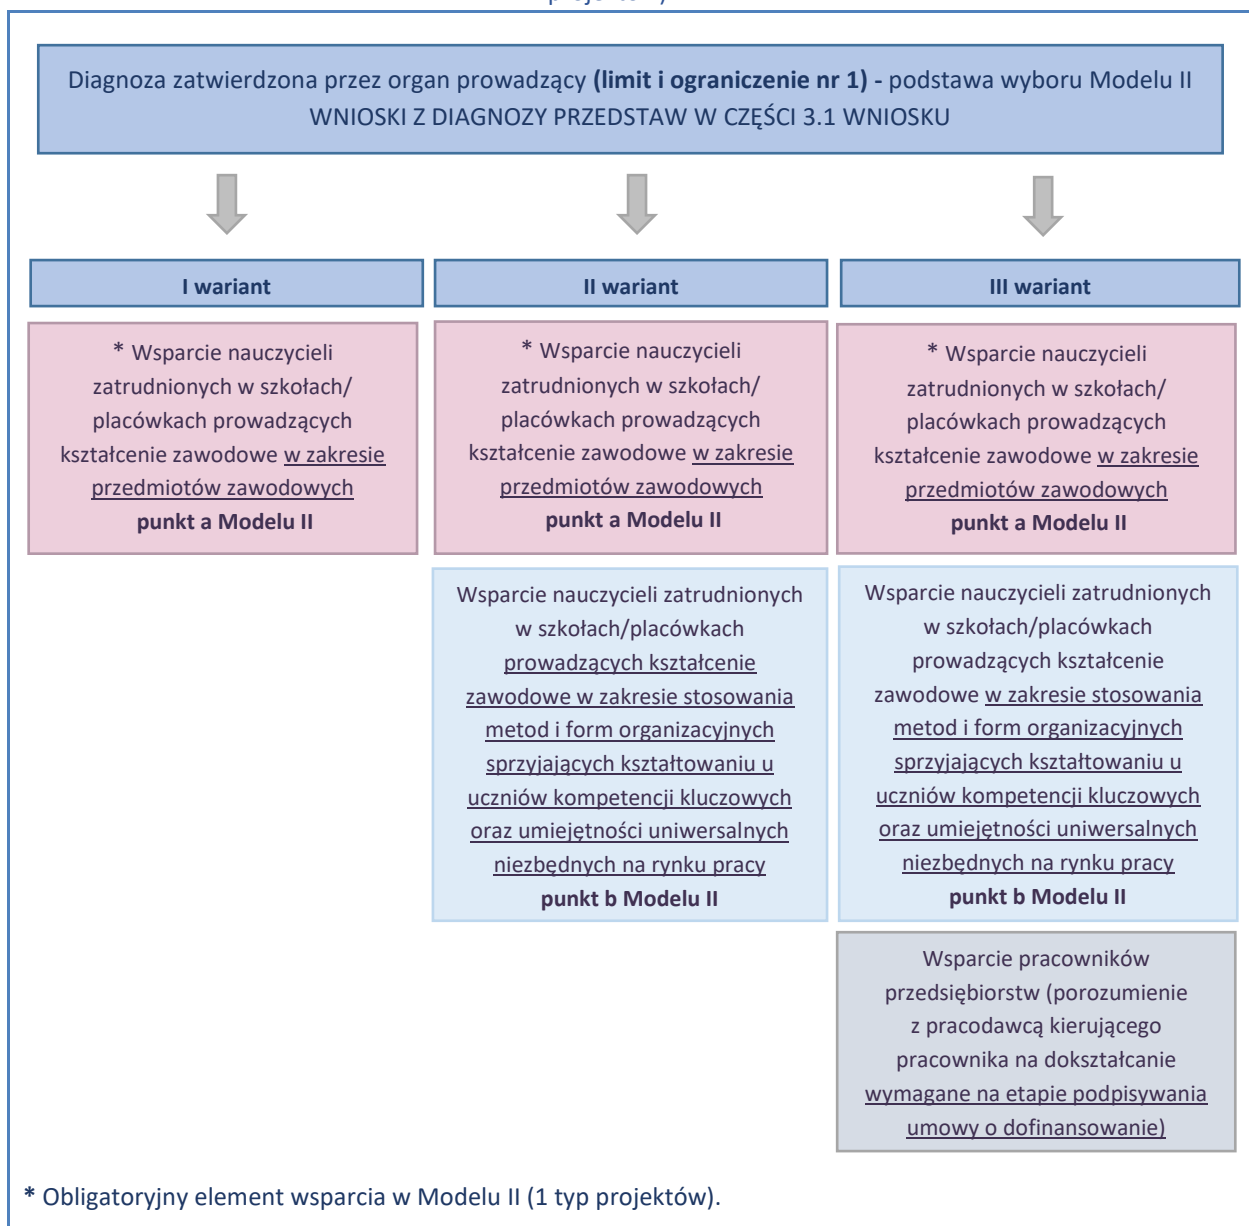 Diagnoza zatwierdzona przez organ prowadzący (limit i ograniczenie nr 1) - podstawa wyboru Modelu II
WNIOSKI Z DIAGNOZY PRZEDSTAW W CZĘŚCI 3.1 WNIOSKU
I wariant
* Wsparcie nauczycieli
zatrudnionych w szkołach/
placówkach prowadzących
kształcenie zawodowe w zakresie
przedmiotów zawodowych
punkt a Modelu II
II wariant
* Wsparcie nauczycieli
zatrudnionych w szkołach/
placówkach prowadzących
kształcenie zawodowe w zakresie
przedmiotów zawodowych
punkt a Modelu II
Wsparcie nauczycieli zatrudnionych
w szkołach/placówkach
prowadzących kształcenie
zawodowe w zakresie stosowania
metod i form organizacyjnych
sprzyjających kształtowaniu u
uczniów kompetencji kluczowych
oraz umiejętności uniwersalnych
niezbędnych na rynku pracy
punkt b Modelu II
III wariant
* Wsparcie nauczycieli
zatrudnionych w szkołach/
placówkach prowadzących
kształcenie zawodowe w zakresie
przedmiotów zawodowych
punkt a Modelu II
Wsparcie nauczycieli zatrudnionych
w szkołach/placówkach
prowadzących kształcenie
zawodowe w zakresie stosowania
metod i form organizacyjnych
sprzyjających kształtowaniu u
uczniów kompetencji kluczowych
oraz umiejętności uniwersalnych
niezbędnych na rynku pracy
punkt b Modelu II
Wsparcie pracowników
przedsiębiorstw (porozumienie
z pracodawcą kierującego
pracownika na dokształcanie
wymagane na etapie podpisywania
umowy o dofinansowanie)
* Obligatoryjny element wsparcia w Modelu II (1 typ projektów).